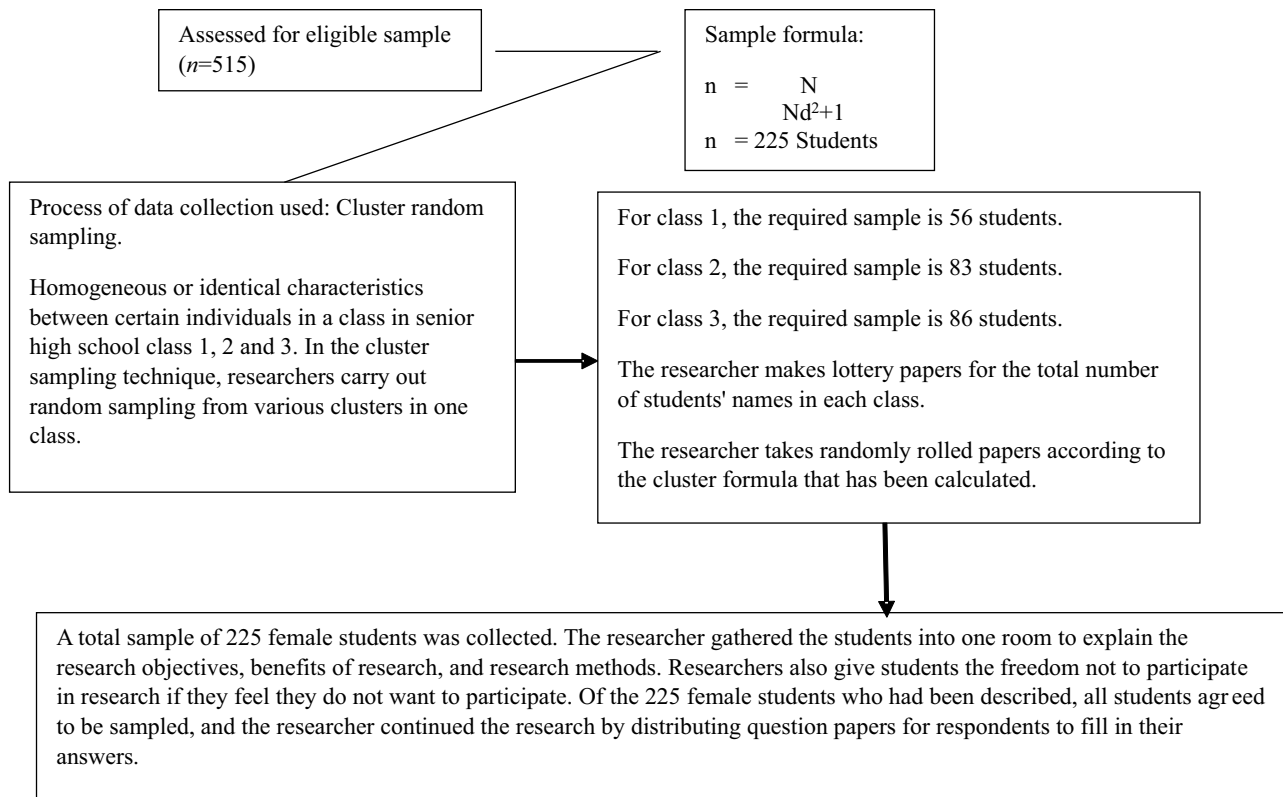 Assessed for eligible sample
(n=515)
Sample formula:
n = N
Nd²+1
n = 225 Students
Process of data collection used: Cluster random
sampling.
Homogeneous or identical characteristics
between certain individuals in a class in senior
high school class 1, 2 and 3. In the cluster
sampling technique, researchers carry out
random sampling from various clusters in one
class.
For class 1, the required sample is 56 students.
For class 2, the required sample is 83 students.
For class 3, the required sample is 86 students.
The researcher makes lottery papers for the total number
of students' names in each class.
The researcher takes randomly rolled papers according to
the cluster formula that has been calculated.
A total sample of 225 female students was collected. The researcher gathered the students into one room to explain the
research objectives, benefits of research, and research methods. Researchers also give students the freedom not to participate
in research if they feel they do not want to participate. Of the 225 female students who had been described, all students agreed
to be sampled, and the researcher continued the research by distributing question papers for respondents to fill in their
answers.